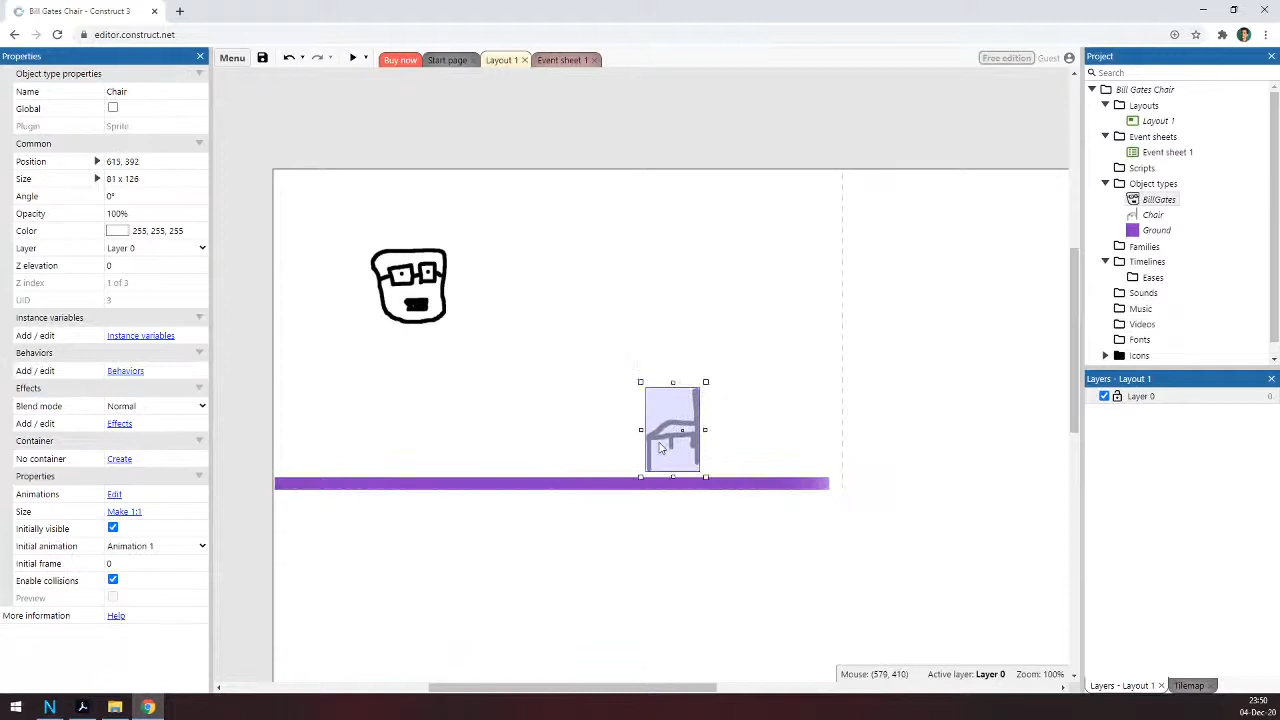 Bill Gates Chair - Construct 3
editor.construct.net
Properties
Object type properties
Name Chair
Global
Plugin Sprite
Common
Position 615, 392
Size 81 x 126
Angle 0°
Opacity 100%
Color 255, 255, 255
Layer Layer 0
Z elevation 0
Z index 1 of 3
UID 3
Instance variables
Add / edit Instance variables
Behaviors
Add / edit Behaviors
Effects
Blend mode Normal
Add / edit Effects
Container
No container Create
Properties
Animations Edit
Size Make 1:1
Initially visible
Initial animation Animation 1
Initial frame 0
Enable collisions
Preview
More information Help
Menu
Buy now Start page Layout 1 Event sheet 1
Free edition Guest
Mouse: (579, 410) Active layer: Layer 0 Zoom: 100%
Project
Search
Bill Gates Chair
Layouts
Layout 1
Event sheets
Event sheet 1
Scripts
Object types
BillGates
Chair
Ground
Families
Timelines
Eases
Sounds
Music
Videos
Fonts
Icons
Layers - Layout 1
Layer 0 0.
Layers - Layout 1 Tilemap
23:50
04-Dec-20